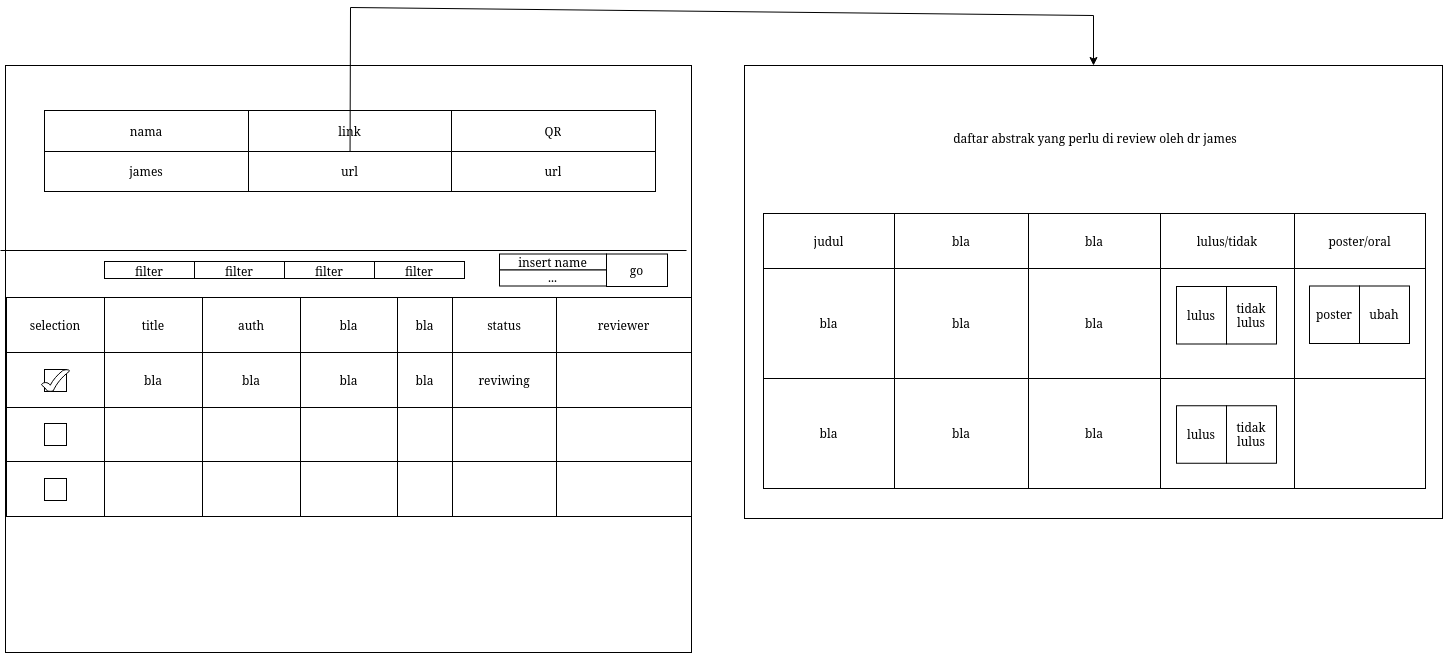 nama link QR
james url url
filter filter filter filter
insert name
...
go
selection title auth bla bla status reviewer
bla bla bla bla reviwing
daftar abstrak yang perlu di review oleh dr james
judul bla bla lulus/tidak poster/oral
bla bla bla
lulus
tidak
lulus
poster
ubah
bla bla bla
lulus
tidak
lulus